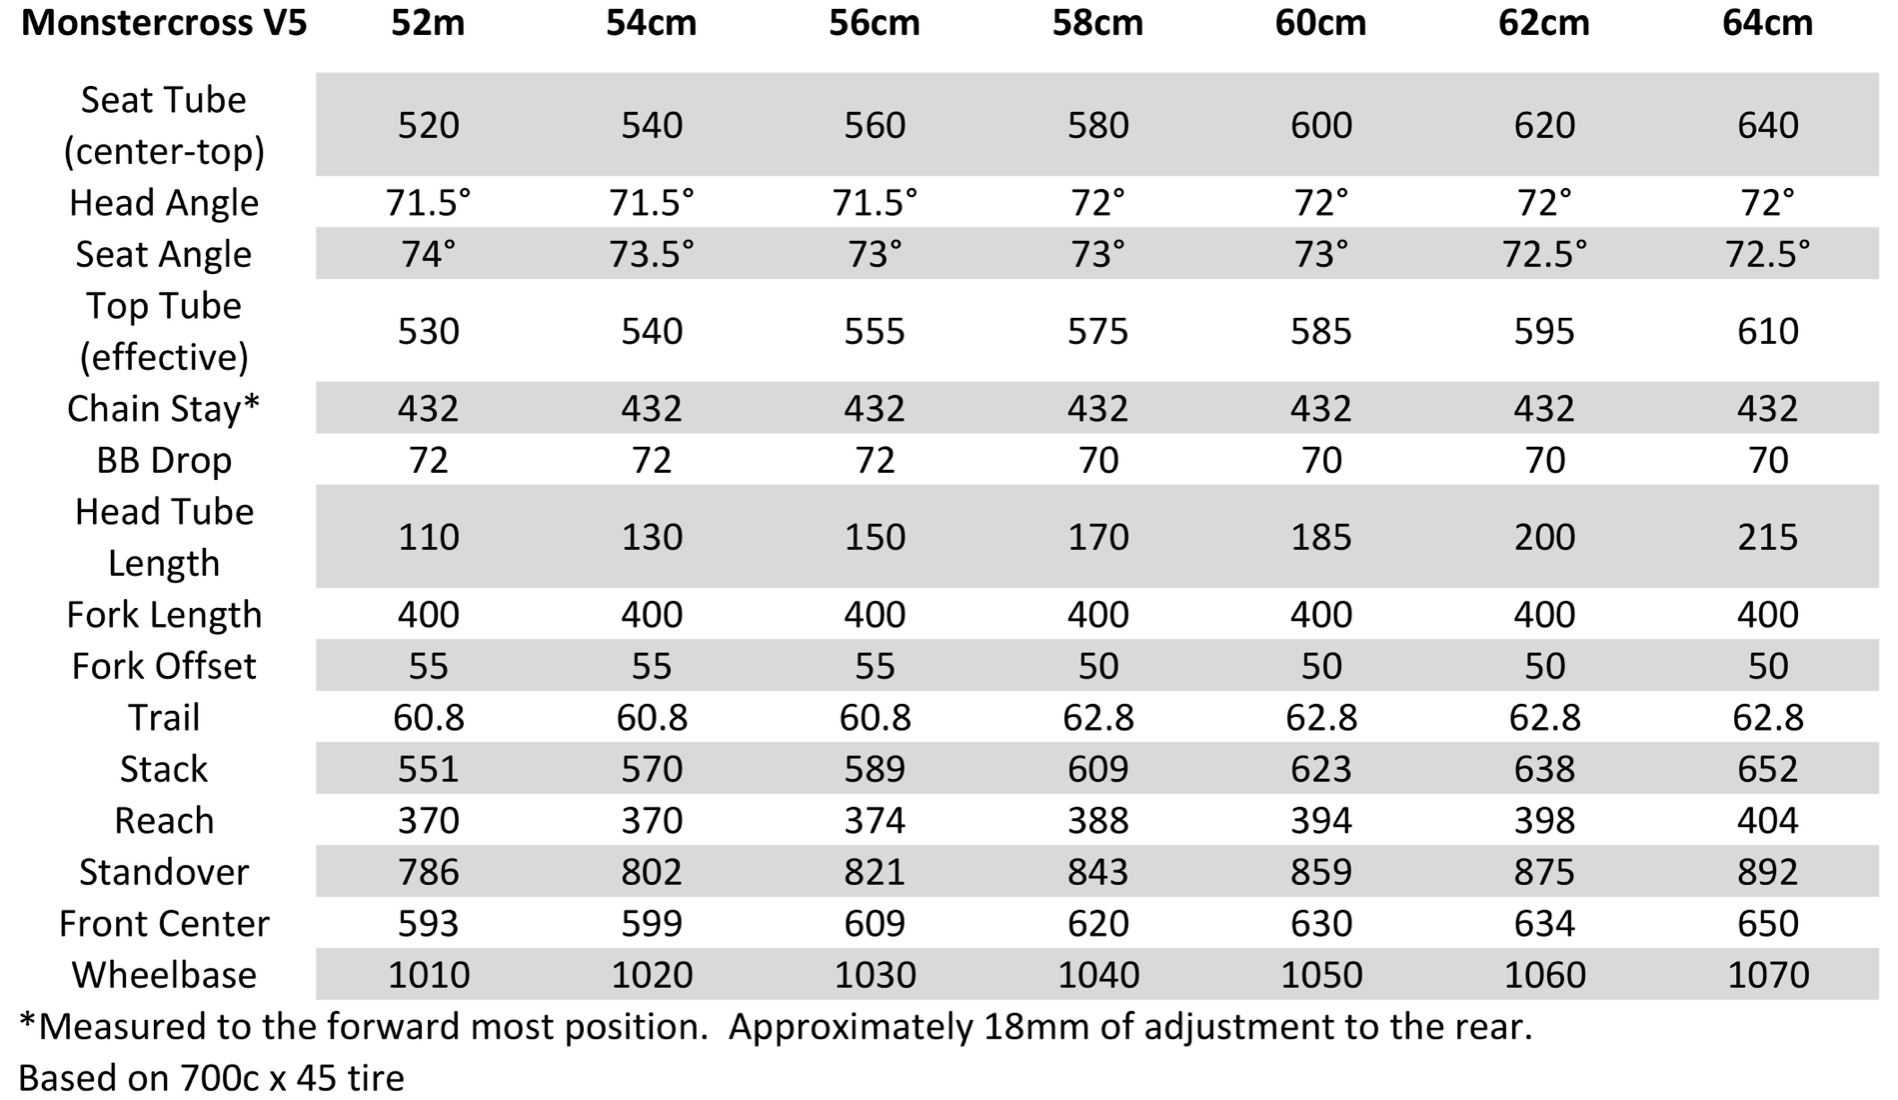 Monstercross V5 52m 54cm 56cm 58cm 60cm 62cm 64cm
Seat Tube
(center-top) 520 540 560 580 600 620 640
Head Angle 71.5° 71.5° 71.5° 72° 72° 72° 72°
Seat Angle 74° 73.5° 73° 73° 73° 72.5° 72.5°
Top Tube
(effective) 530 540 555 575 585 595 610
Chain Stay* 432 432 432 432 432 432 432
BB Drop 72 72 72 70 70 70 70
Head Tube
Length 110 130 150 170 185 200 215
Fork Length 400 400 400 400 400 400 400
Fork Offset 55 55 55 50 50 50 50
Trail 60.8 60.8 60.8 62.8 62.8 62.8 62.8
Stack 551 570 589 609 623 638 652
Reach 370 370 374 388 394 398 404
Standover 786 802 821 843 859 875 892
Front Center 593 599 609 620 630 634 650
Wheelbase 1010 1020 1030 1040 1050 1060 1070
*Measured to the forward most position.  Approximately 18mm of adjustment to the rear.
Based on 700c x 45 tire